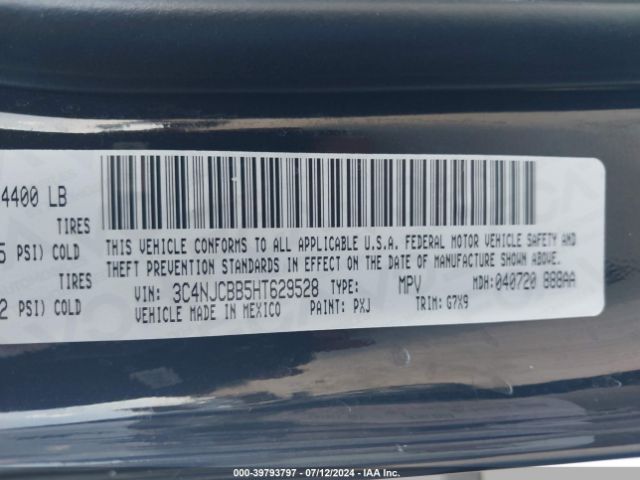 4400 LB
TIRES
PSI) COLD
TIRES
PSI) COLD
THIS VEHICLE CONFORMS TO ALL APPLICABLE U.S.A. FEDERAL MOTOR VEHICLE SAFETY AND
THEFT PREVENTION STANDARDS IN EFFECT ON THE DATE OF MANUFACTURE SHOWN ABOVE.
VIN: 3C4NJCBB5HT629528 TYPE: MPV MDH: 040720 888AA
VEHICLE MADE IN MEXICO PAINT: PXJ TRIM: G7X9
000-39793797 - 07/12/2024 - IAA Inc.